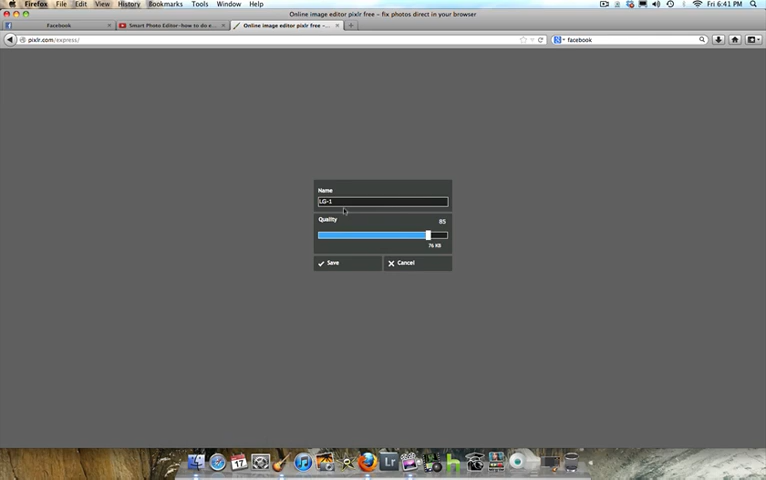 Firefox File Edit View History Bookmarks Tools Window Help Fri 6:41 PM
Online image editor pixlr free – fix photos direct in your browser
Facebook Smart Photo Editor-how to do e... Online image editor pixlr free –...
pixlr.com/express/ facebook
Name
LG-1
Quality 85
76 KB
Save Cancel
17 Lr h